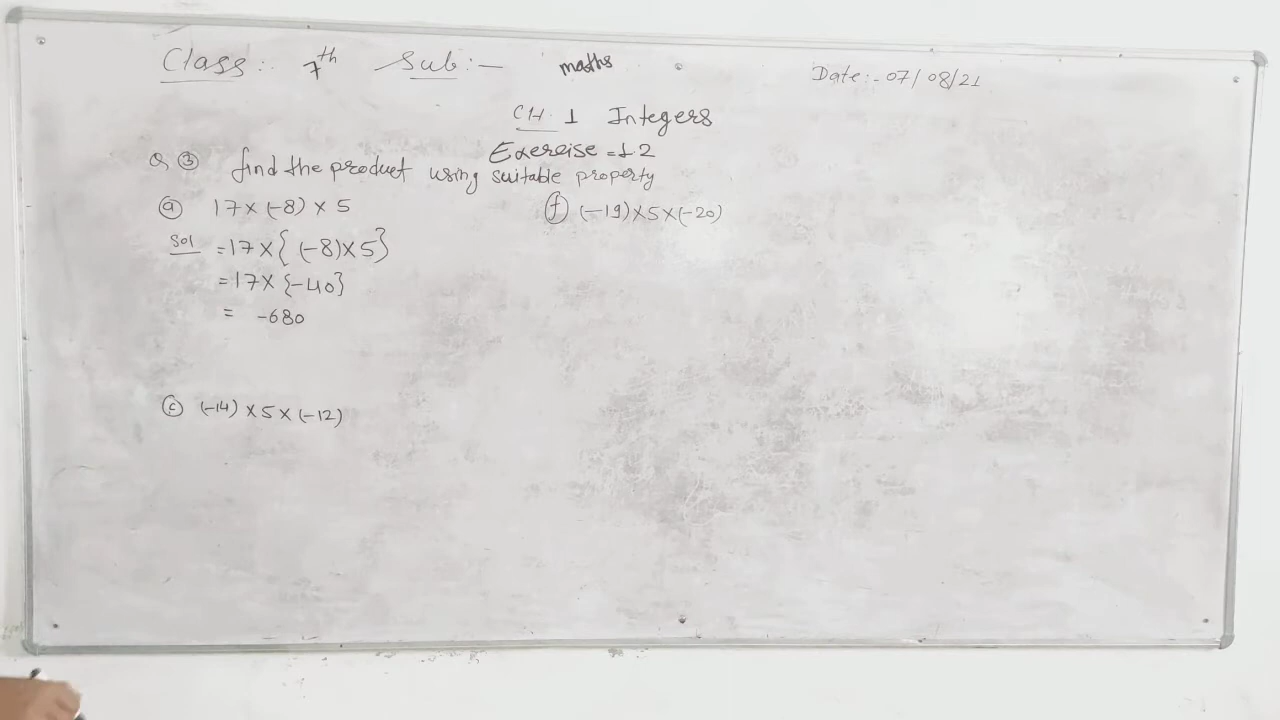 Class:. 7th Sub:- maths Date:-07/08/21
CH. 1 Integers
Exercise = 1.2
Q ③ find the product using suitable property
ⓐ 17×(-8) × 5
Sol =17×{(-8)×5}
=17×{-40}
= -680
ⓒ (-14) × 5 × (-12)
ⓕ (-19)×5×(-20)